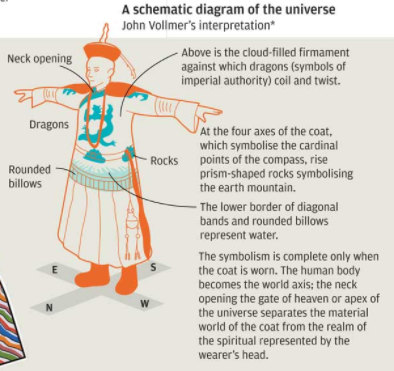 A schematic diagram of the universe
John Vollmer's interpretation*
Neck opening
Above is the cloud-filled firmament
against which dragons (symbols of
imperial authority) coil and twist.
Dragons
At the four axes of the coat,
which symbolise the cardinal
points of the compass, rise
prism-shaped rocks symbolising
the earth mountain.
Rocks
Rounded
billows
The lower border of diagonal
bands and rounded billows
represent water.
The symbolism is complete only when
the coat is worn. The human body
becomes the world axis; the neck
opening the gate of heaven or apex of
the universe separates the material
world of the coat from the realm of
the spiritual represented by the
wearer's head.
E
S
N
W